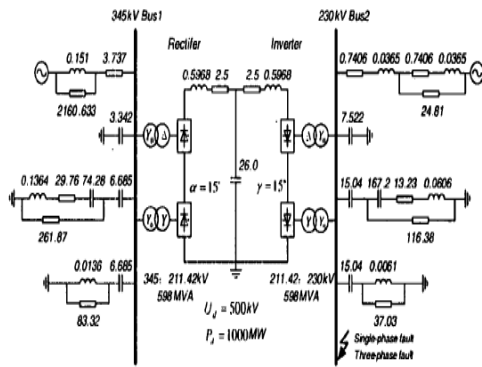 345kV Bus1
230kV Bus2
0.151
3.737
2160.633
Rectifer
Inverter
0.5968
2.5
2.5
0.5968
0.7406
0.0365
0.7406
0.0365
24.81
3.342
7.522
26.0
α = 15°
γ = 15°
0.1364
29.76
74.28
6.685
261.87
15.04
167.2
13.23
0.0606
116.38
0.0136
6.685
83.32
15.04
0.0061
37.03
345: 211.42kV
598MVA
211.42: 230kV
598MVA
U_d = 500kV
P_d = 1000MW
Single-phase fault
Three-phase fault